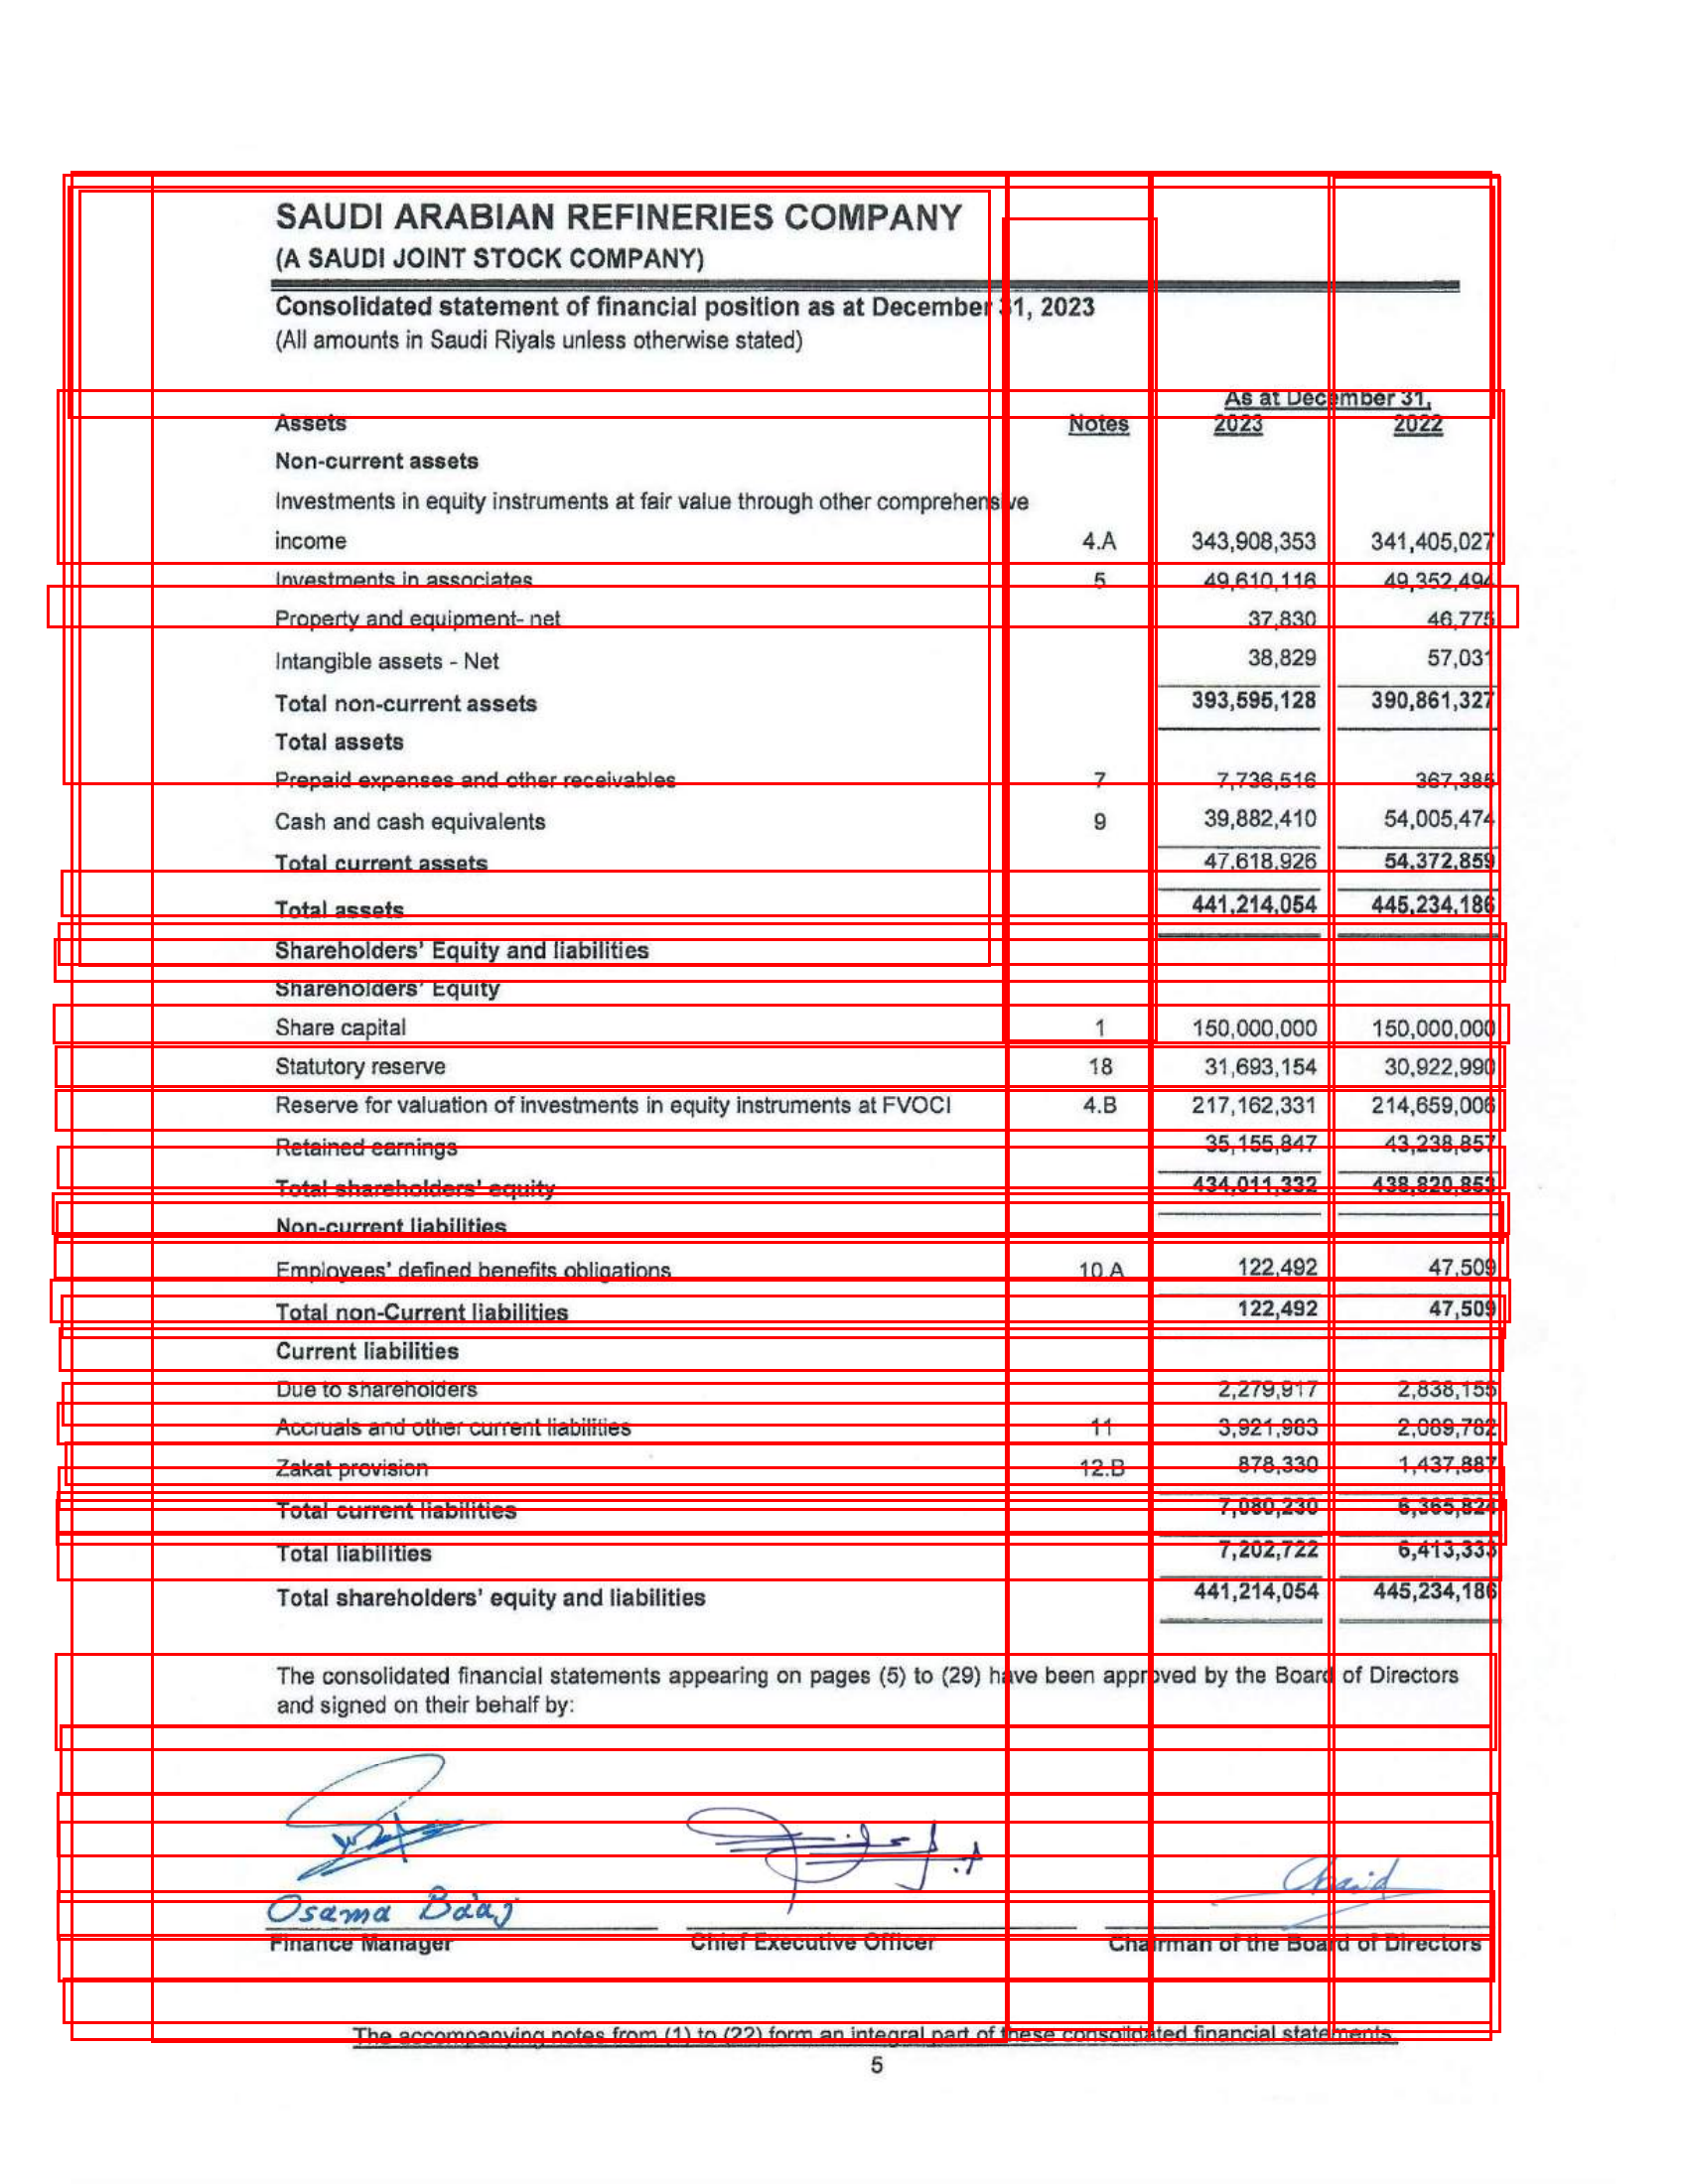 SAUDI ARABIAN REFINERIES COMPANY
(A SAUDI JOINT STOCK COMPANY)
Consolidated statement of financial position as at December 31, 2023
(All amounts in Saudi Riyals unless otherwise stated)
As at December 31,
Assets Notes 2023 2022
Non-current assets
Investments in equity instruments at fair value through other comprehensive
income 4.A 343,908,353 341,405,027
Investments in associates 5 49,610,116 49,352,494
Property and equipment- net 37,830 46,775
Intangible assets - Net 38,829 57,031
Total non-current assets 393,595,128 390,861,327
Total assets
Prepaid expenses and other receivables 7 7,736,516 367,385
Cash and cash equivalents 9 39,882,410 54,005,474
Total current assets 47,618,926 54,372,859
Total assets 441,214,054 445,234,186
Shareholders' Equity and liabilities
Shareholders' Equity
Share capital 1 150,000,000 150,000,000
Statutory reserve 18 31,693,154 30,922,990
Reserve for valuation of investments in equity instruments at FVOCI 4.B 217,162,331 214,659,006
Retained earnings 35,155,847 43,238,857
Total shareholders' equity 434,011,332 438,820,853
Non-current liabilities
Employees' defined benefits obligations 10.A 122,492 47,509
Total non-Current liabilities 122,492 47,509
Current liabilities
Due to shareholders 2,279,917 2,838,155
Accruals and other current liabilities 11 3,921,983 2,089,782
Zakat provision 12.B 878,330 1,437,887
Total current liabilities 7,080,230 6,365,824
Total liabilities 7,202,722 6,413,333
Total shareholders' equity and liabilities 441,214,054 445,234,186
The consolidated financial statements appearing on pages (5) to (29) have been approved by the Board of Directors
and signed on their behalf by:
Osama Baaj
Finance Manager Chief Executive Officer Chairman of the Board of Directors
The accompanying notes from (1) to (22) form an integral part of these consolidated financial statements.
5